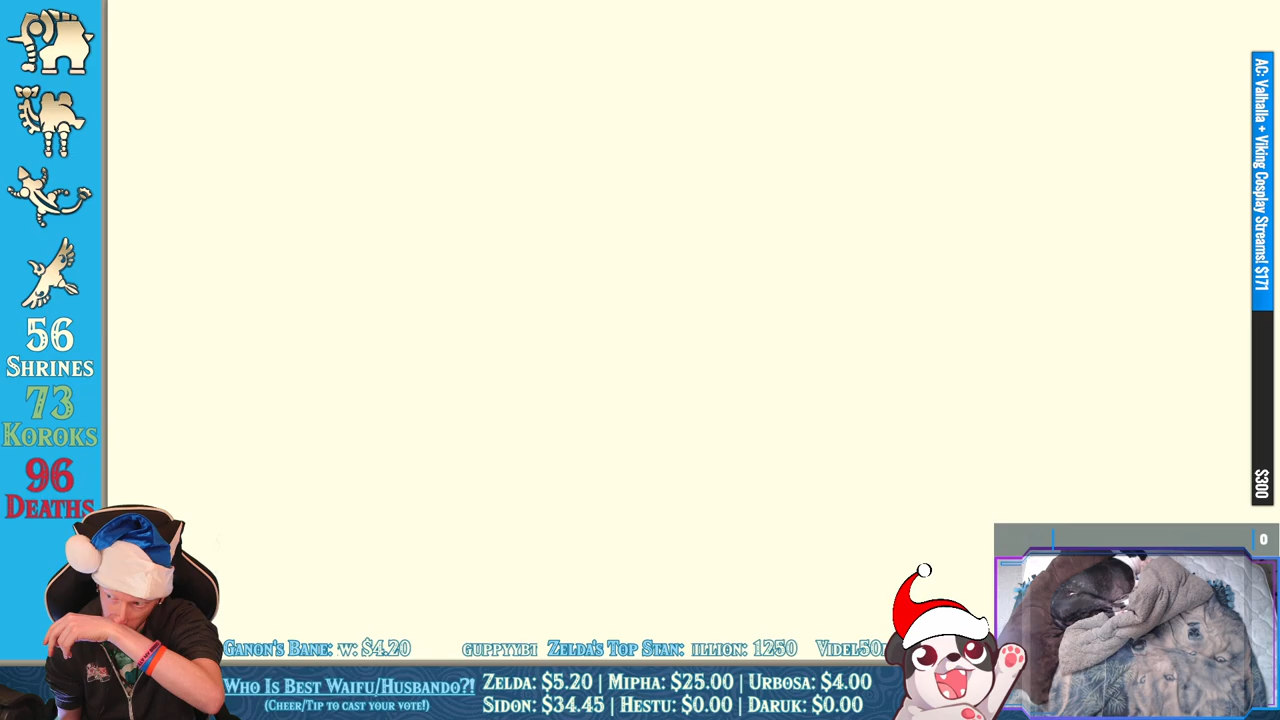 56
SHRINES
73
KOROKS
96
DEATHS
AC: Valhalla + Viking Cosplay Streams! $171
$300
0
GANON'S BANE: W: $4.20 GUPPYYBT ZELDA'S TOP STAN: ILLION: 1250 VIDEL50
WHO IS BEST WAIFU/HUSBANDO?!
(CHEER/TIP TO CAST YOUR VOTE!)
ZELDA: $5.20 | MIPHA: $25.00 | URBOSA: $4.00
SIDON: $34.45 | HESTU: $0.00 | DARUK: $0.00